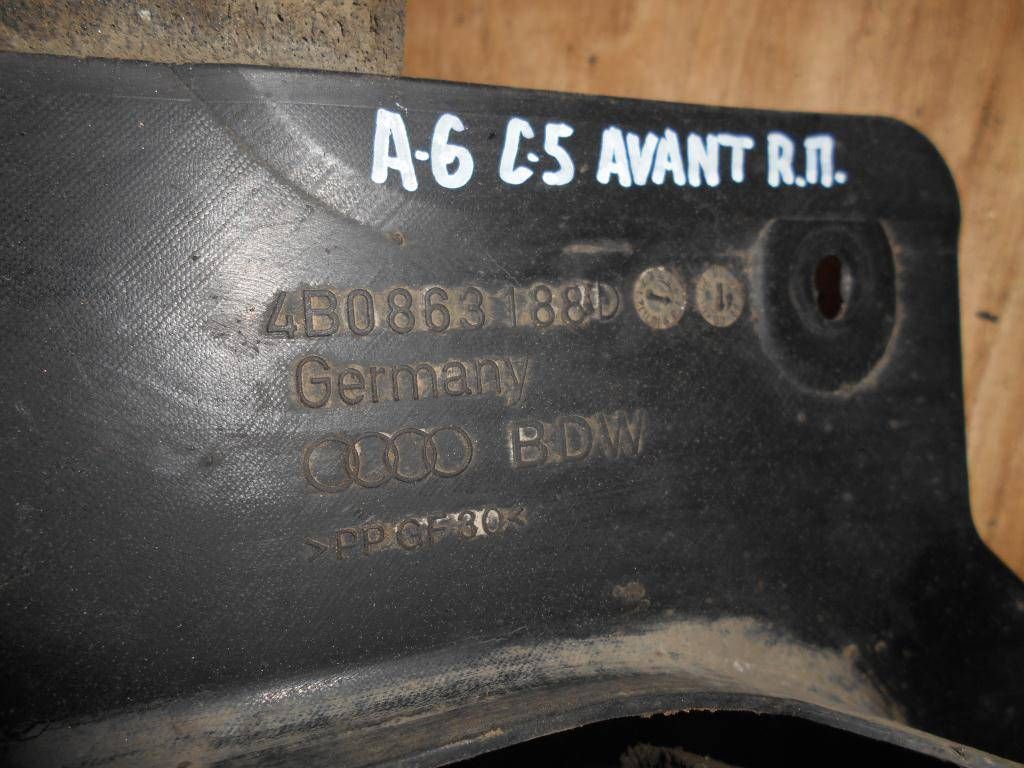 A-6 C-5 AVANT R.П.
4B0863188D
Germany
BDW
>PP GF30<